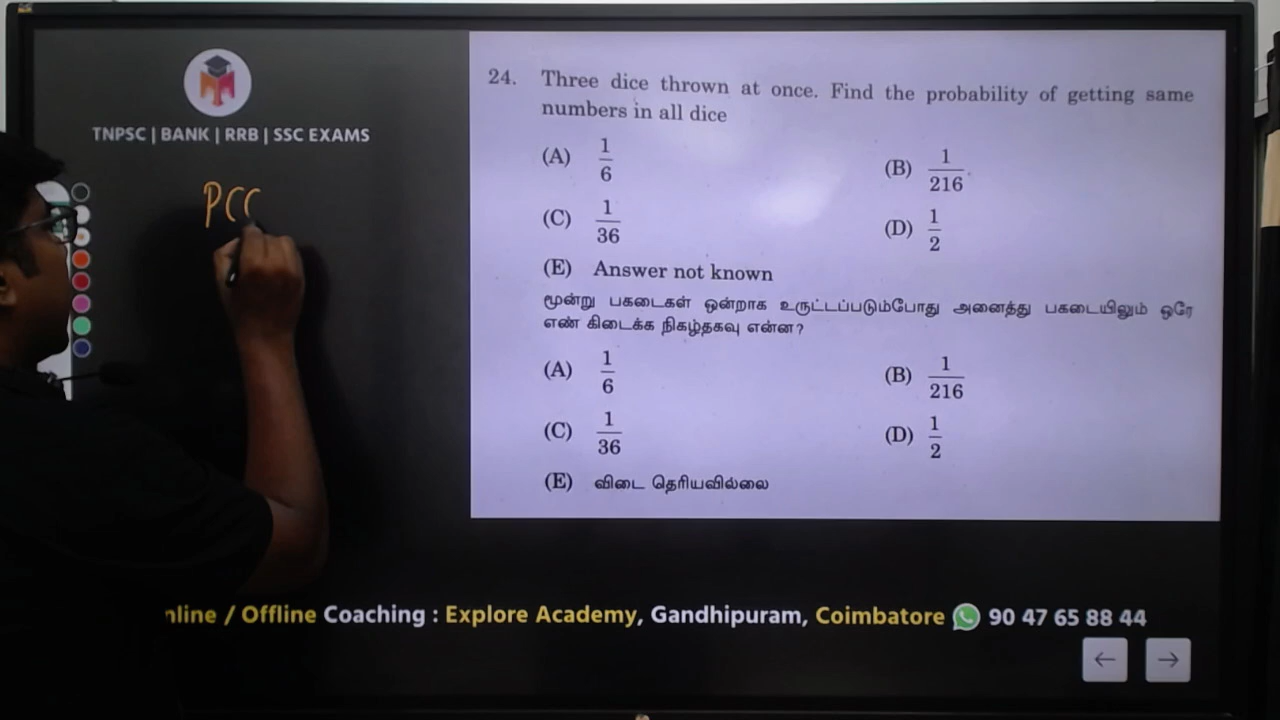 TNPSC | BANK | RRB | SSC EXAMS
PCC
24. Three dice thrown at once. Find the probability of getting same
numbers in all dice
(A) 1/6 (B) 1/216
(C) 1/36 (D) 1/2
(E) Answer not known
மூன்று பகடைகள் ஒன்றாக உருட்டப்படும்போது அனைத்து பகடையிலும் ஒரே
எண் கிடைக்க நிகழ்தகவு என்ன?
(A) 1/6 (B) 1/216
(C) 1/36 (D) 1/2
(E) விடை தெரியவில்லை
nline / Offline Coaching : Explore Academy, Gandhipuram, Coimbatore 90 47 65 88 44